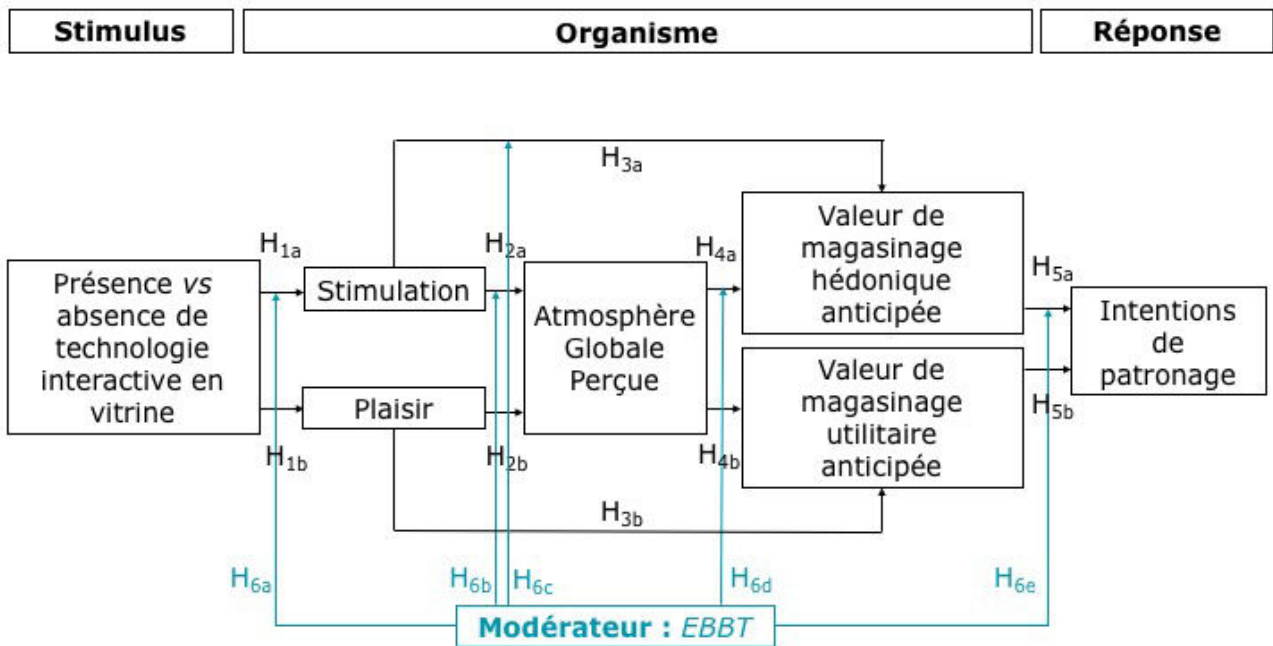 Stimulus
Organisme
Réponse
H3a
H1a
H2a
H4a
H5a
Présence vs
absence de
technologie
interactive en
vitrine
Stimulation
Plaisir
Atmosphère
Globale
Perçue
Valeur de
magasinage
hédonique
anticipée
Valeur de
magasinage
utilitaire
anticipée
Intentions
de
patronage
H1b
H2b
H4b
H5b
H3b
H6a
H6b
H6c
H6d
H6e
Modérateur : EBBT